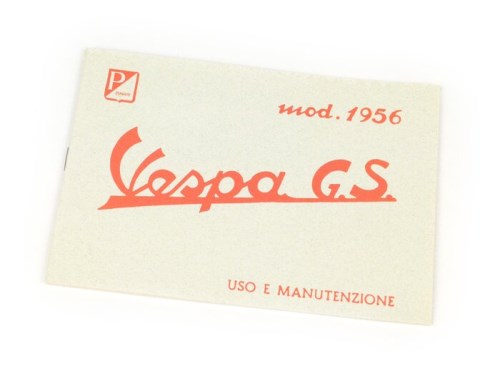 P
mod. 1956
Vespa G.S.
USO E MANUTENZIONE